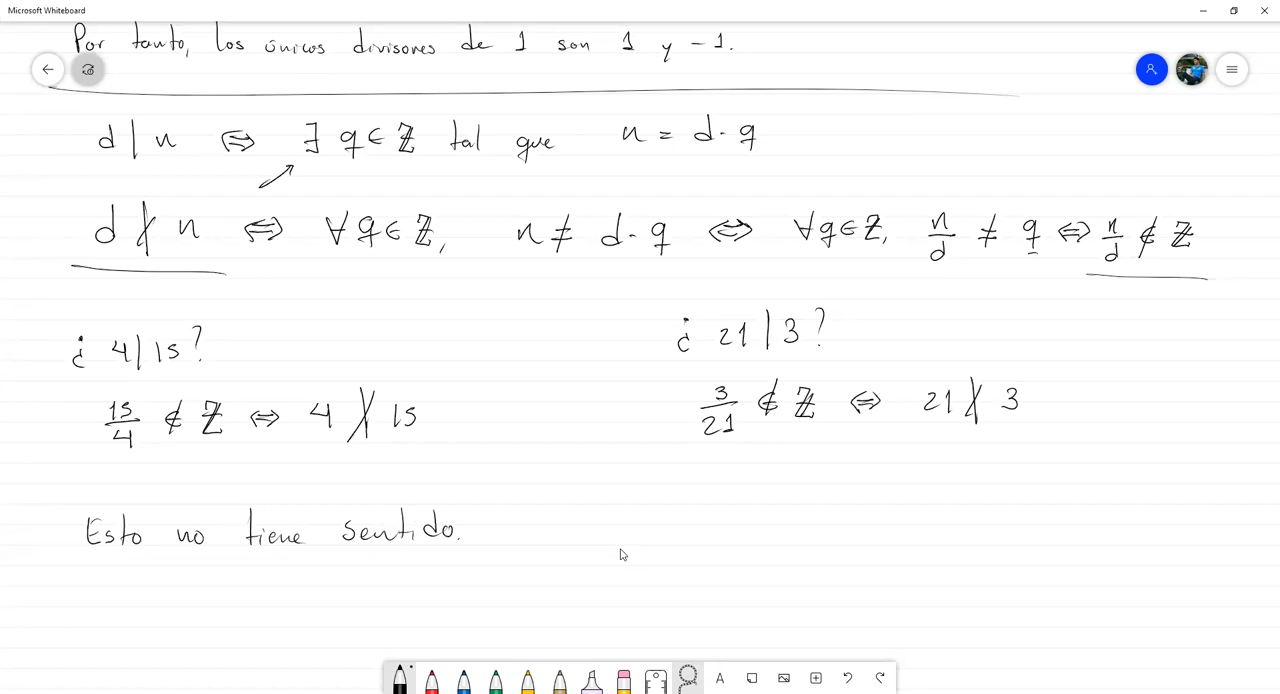 Microsoft Whiteboard
Por tanto, los únicos divisores de 1 son 1 y -1.
d | n ⇔ ∃ q ∈ ℤ tal que n = d · q
d ∤ n ⇔ ∀ q ∈ ℤ, n ≠ d · q ⇔ ∀ q ∈ ℤ, n/d ≠ q ⇔ n/d ∉ ℤ
¿ 4 | 15 ?
15/4 ∉ ℤ ⇔ 4 ∤ 15
¿ 21 | 3 ?
3/21 ∉ ℤ ⇔ 21 ∤ 3
Esto no tiene sentido.